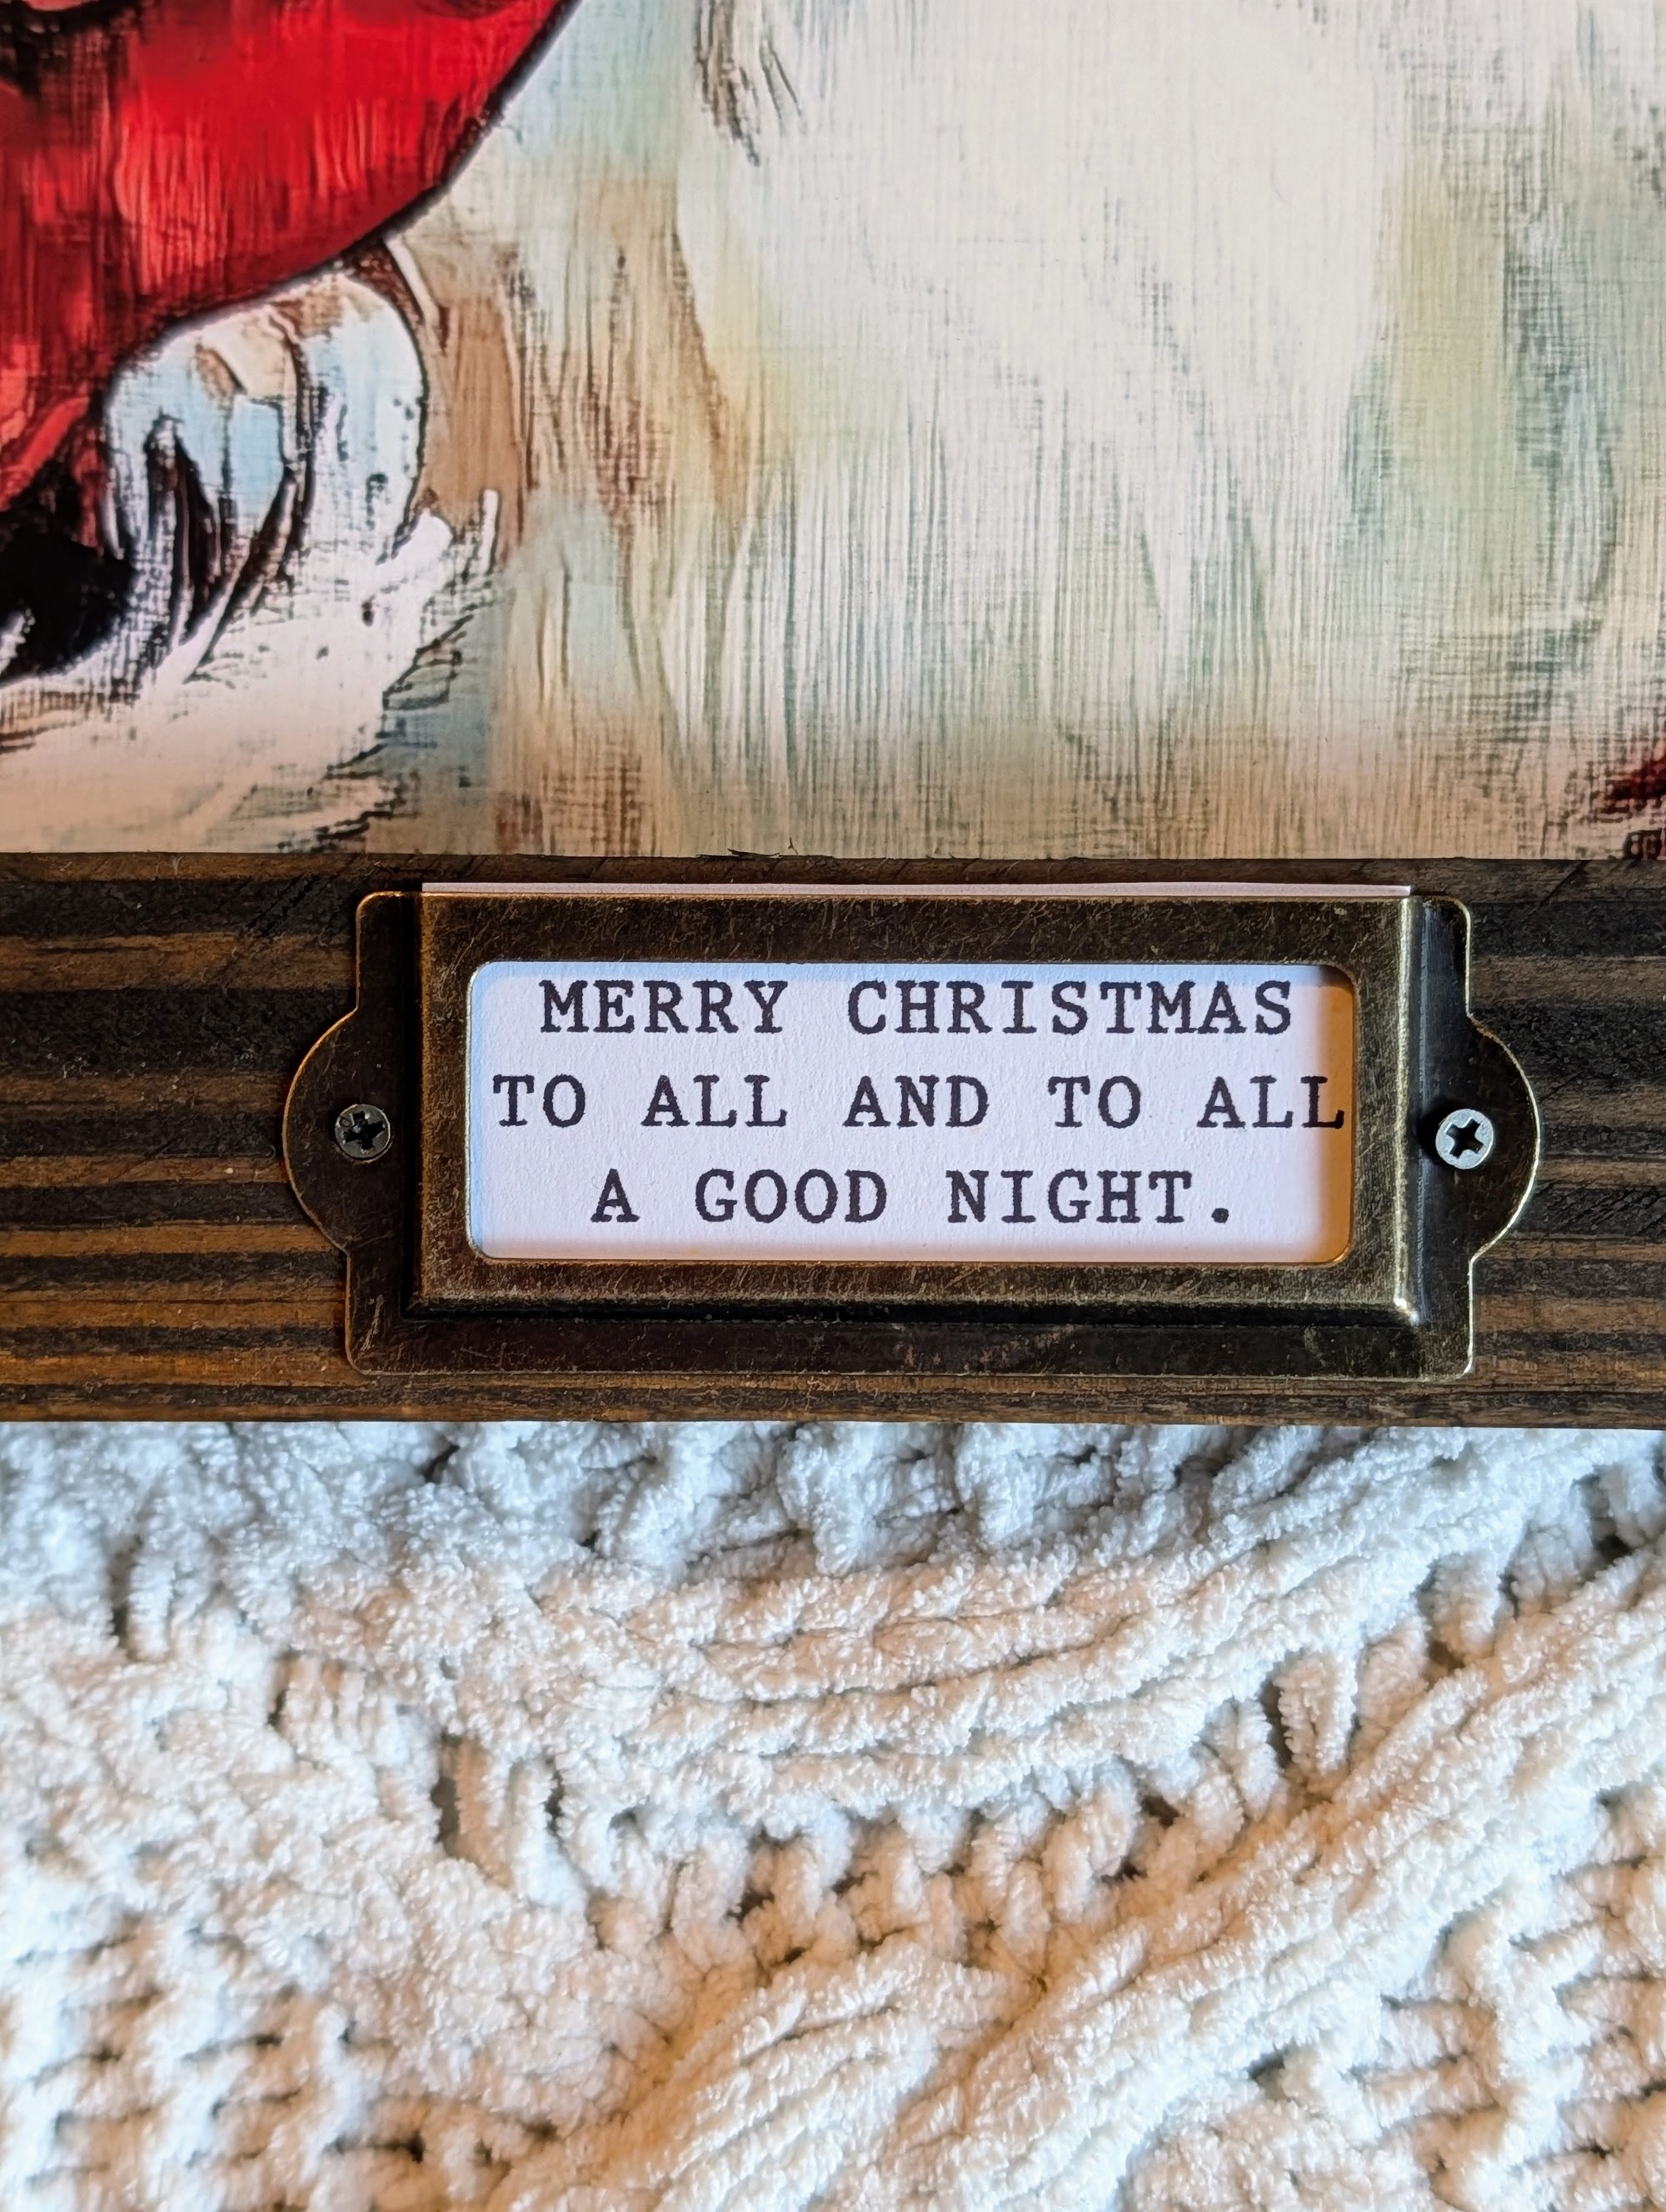 MERRY CHRISTMAS
TO ALL AND TO ALL
A GOOD NIGHT.